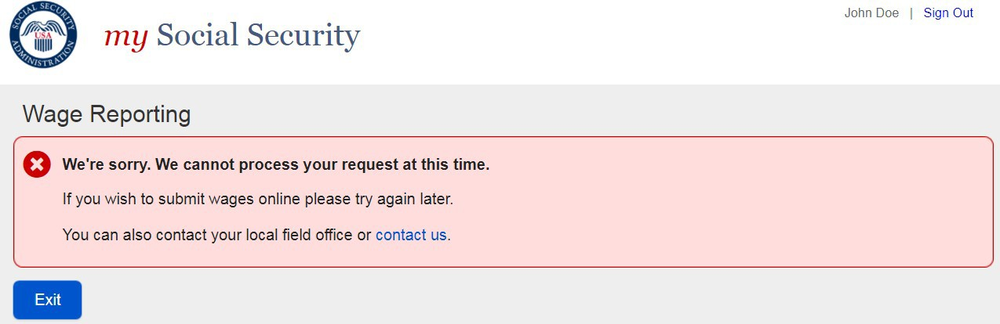 SOCIAL SECURITY
USA
ADMINISTRATION
my Social Security
John Doe | Sign Out
Wage Reporting
We're sorry. We cannot process your request at this time.
If you wish to submit wages online please try again later.
You can also contact your local field office or contact us.
Exit